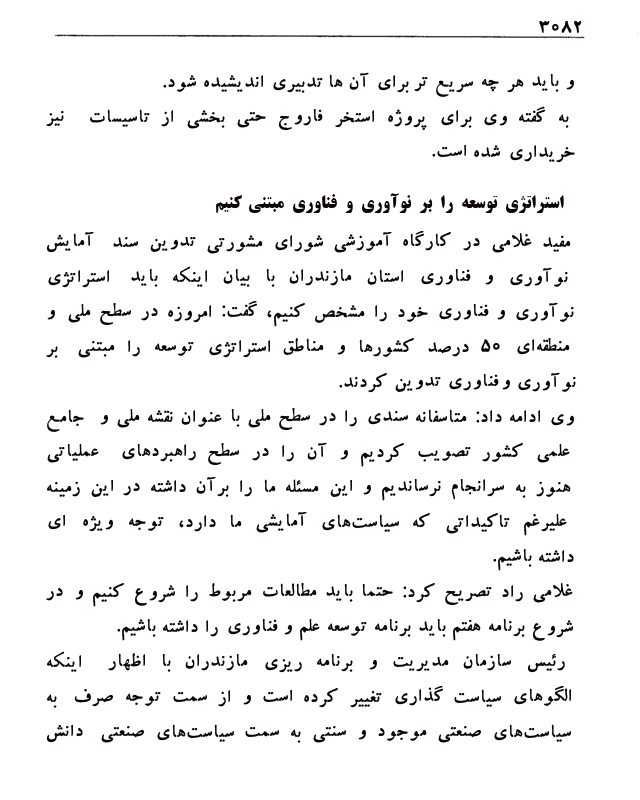 ۳۰۸۲
و باید هر چه سریع تر برای آن ها تدبیری اندیشیده شود.
به گفته وی برای پروژه استخر فاروج حتی بخشی از تاسیسات نیز
خریداری شده است.
استراتژی توسعه را بر نوآوری و فناوری مبتنی کنیم
مفید غلامی در کارگاه آموزشی شورای مشورتی تدوین سند آمایش
نوآوری و فناوری استان مازندران با بیان اینکه باید استراتژی
نوآوری و فناوری خود را مشخص کنیم، گفت: امروزه در سطح ملی و
منطقه‌ای ۵۰ درصد کشورها و مناطق استراتژی توسعه را مبتنی بر
نوآوری و فناوری تدوین کردند.
وی ادامه داد: متاسفانه سندی را در سطح ملی با عنوان نقشه ملی و جامع
علمی کشور تصویب کردیم و آن را در سطح راهبردهای عملیاتی
هنوز به سرانجام نرساندیم و این مسئله ما را برآن داشته در این زمینه
علیرغم تاکیداتی که سیاست‌های آمایشی ما دارد، توجه ویژه ای
داشته باشیم.
غلامی راد تصریح کرد: حتما باید مطالعات مربوط را شروع کنیم و در
شروع برنامه هفتم باید برنامه توسعه علم و فناوری را داشته باشیم.
رئیس سازمان مدیریت و برنامه ریزی مازندران با اظهار اینکه
الگوهای سیاست گذاری تغییر کرده است و از سمت توجه صرف به
سیاست‌های صنعتی موجود و سنتی به سمت سیاست‌های صنعتی دانش